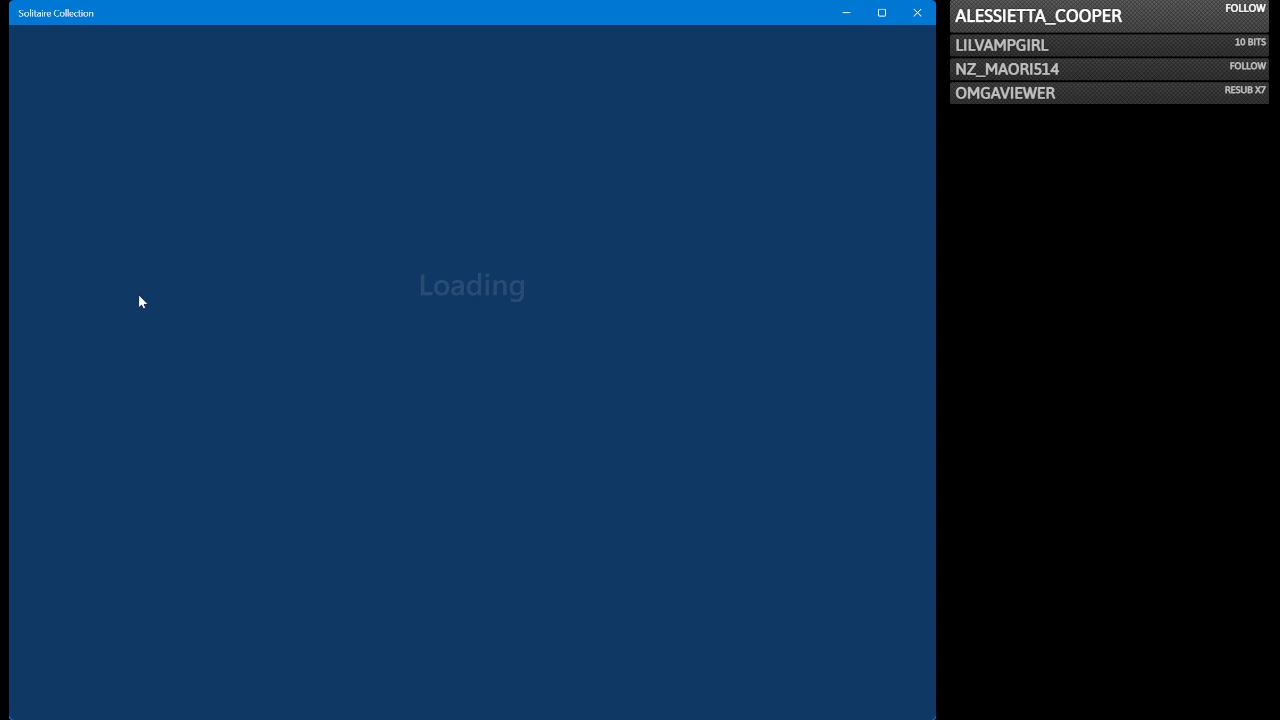 Solitaire Collection
Loading
ALESSIETTA_COOPER FOLLOW
LILVAMPGIRL 10 BITS
NZ_MAORI514 FOLLOW
OMGAVIEWER RESUB X7